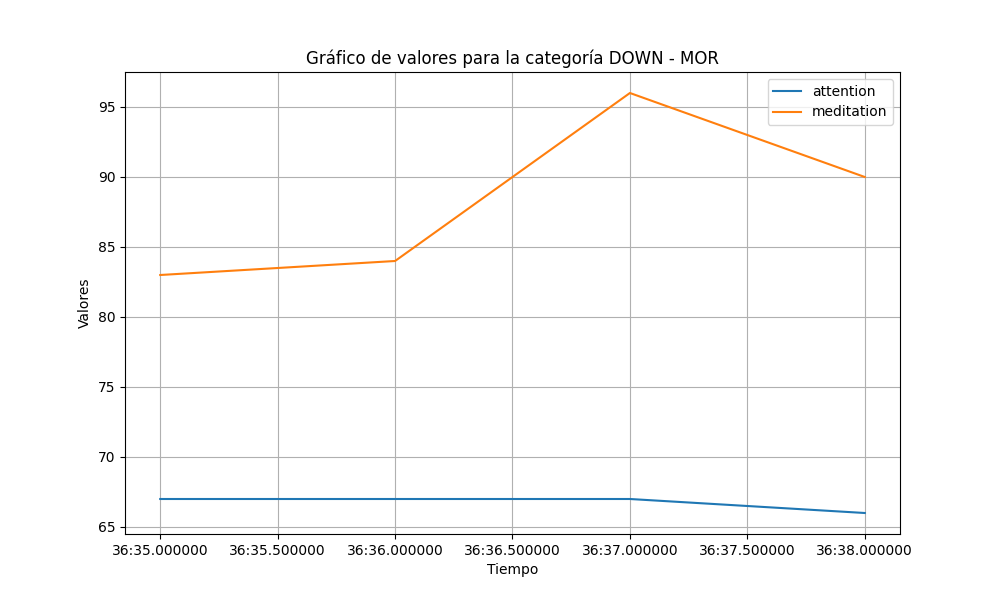 Gráfico de valores para la categoría DOWN - MOR
attention
meditation
Valores
95
90
85
80
75
70
65
36:35.000000
36:35.500000
36:36.000000
36:36.500000
36:37.000000
36:37.500000
36:38.000000
Tiempo